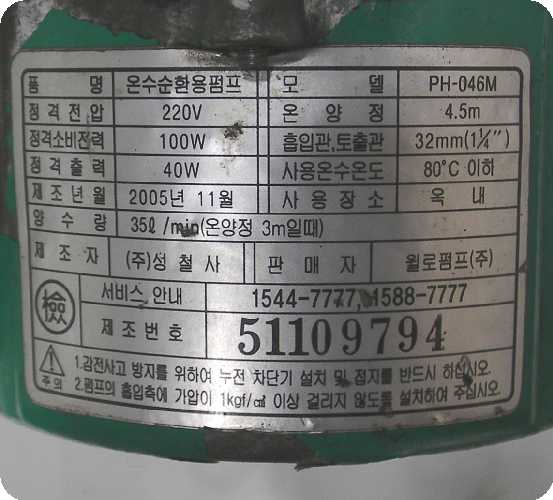 품 명 온수순환용펌프 모 델 PH-046M
정격전압 220V 온 양 정 4.5m
정격소비전력 100W 흡입관,토출관 32mm(1¼")
정격출력 40W 사용온수온도 80°C 이하
제조년월 2005년 11월 사용장소 옥 내
양 수 량 35ℓ/min(온양정 3m일때)
제 조 자 (주)성철사 판 매 자 윌로펌프(주)
檢 서비스 안내 1544-7777, 1588-7777
제조번호 51109794
1.감전사고 방지를 위하여 누전 차단기 설치 및 접지를 반드시 하십시오.
주의 2.펌프의 흡입측에 가압이 1kgf/㎠ 이상 걸리지 않도록 설치하여 주십시오.